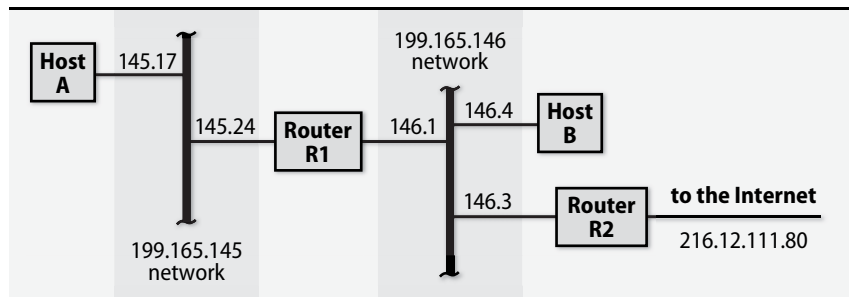 Host
A
145.17
145.24
199.165.145
network
Router
R1
146.1
199.165.146
network
146.4
Host
B
146.3
Router
R2
to the Internet
216.12.111.80